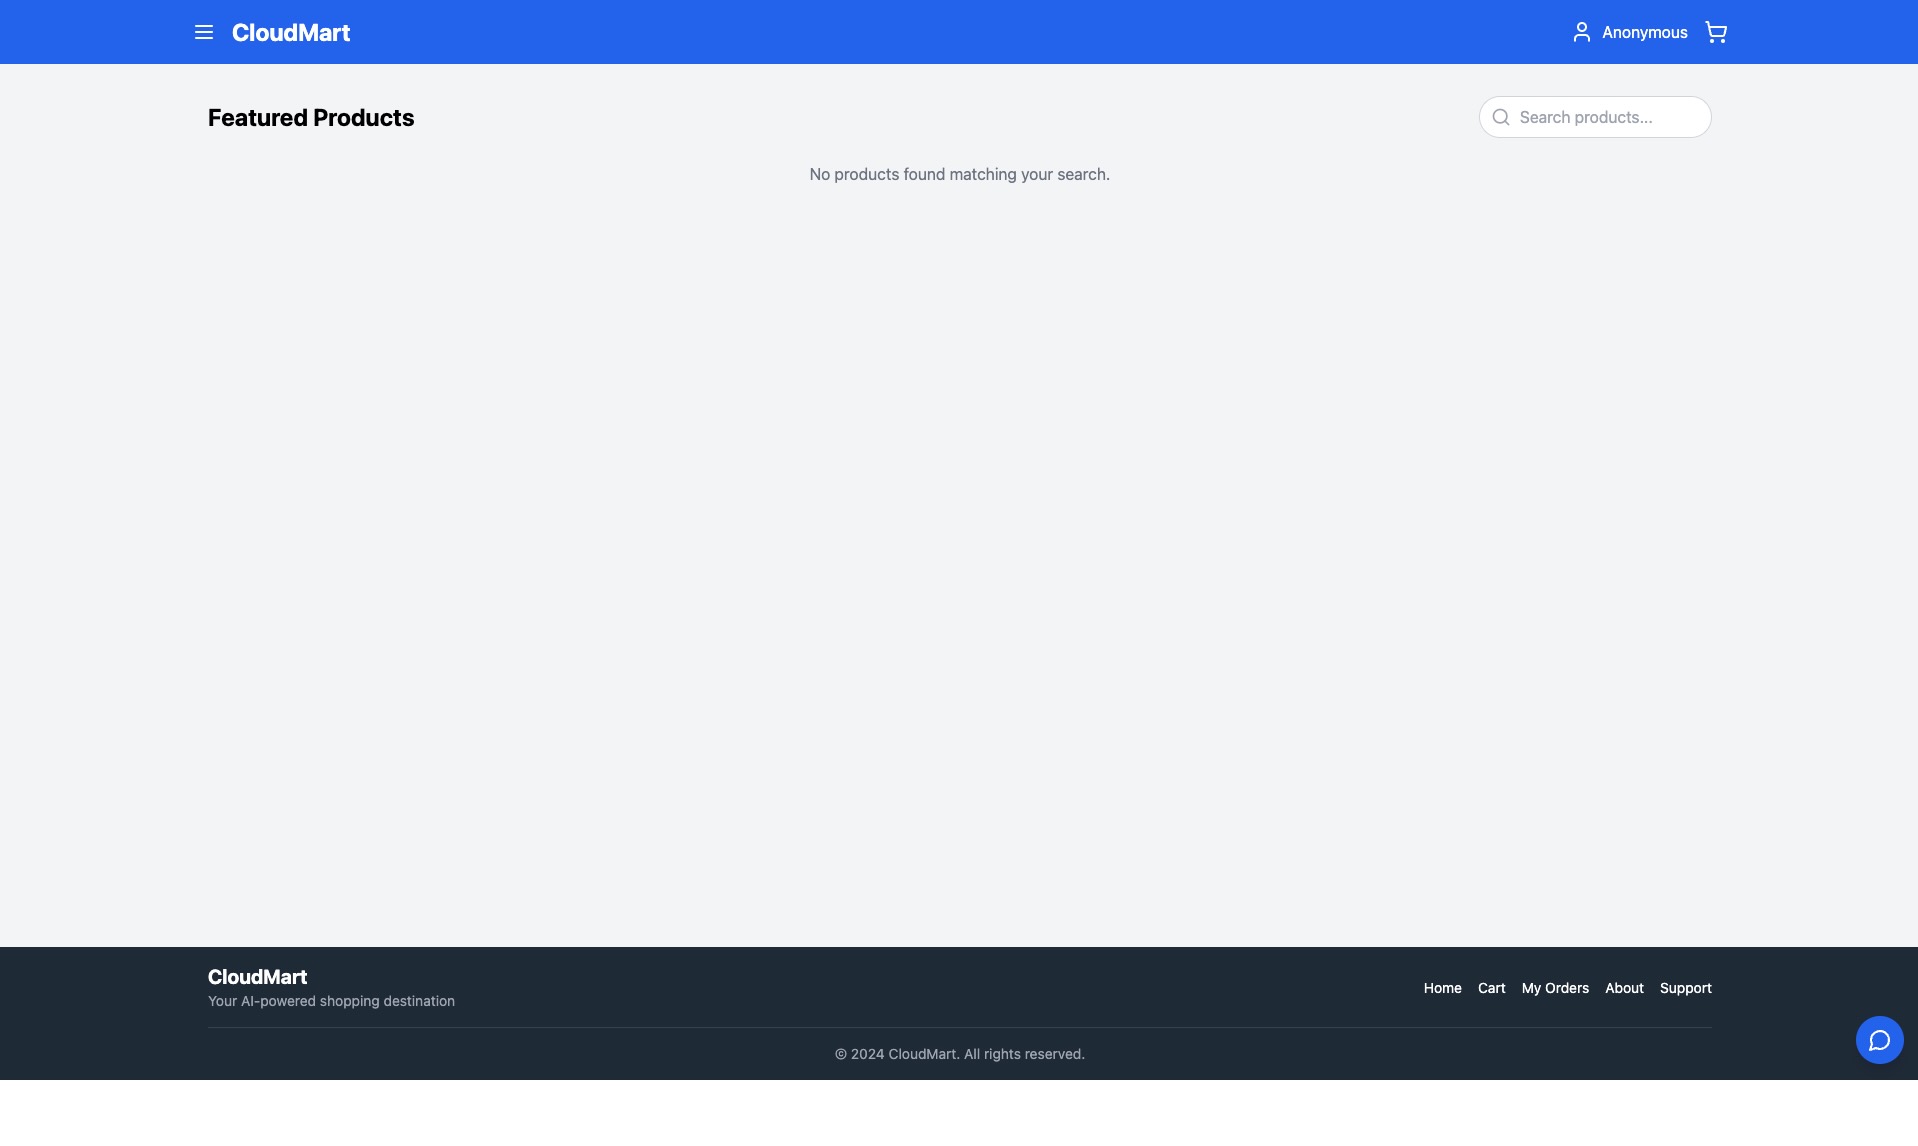 CloudMart
Anonymous
Featured Products
Search products...
No products found matching your search.
CloudMart
Your AI-powered shopping destination
Home Cart My Orders About Support
© 2024 CloudMart. All rights reserved.